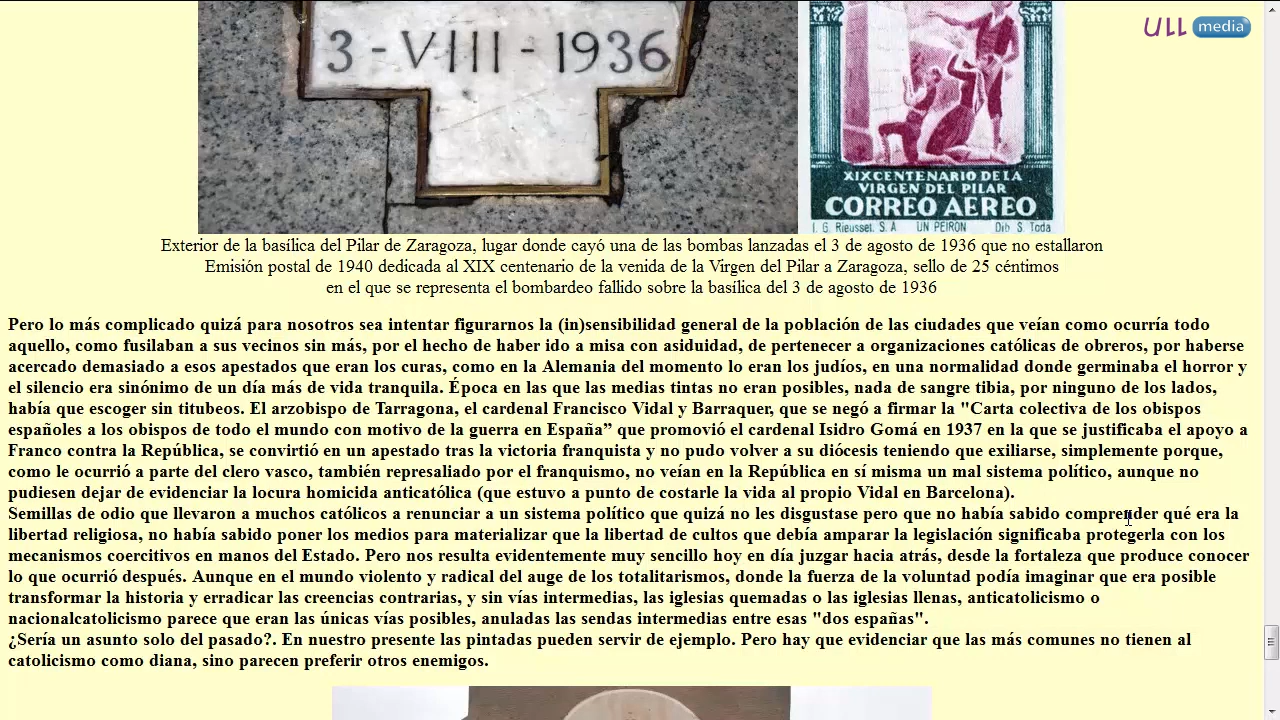 ULL media
3 - VIII - 1936
XIX CENTENARIO DE LA
VIRGEN DEL PILAR
CORREO AEREO
I. G. Rieusset. S. A UN PEIRON Dib S. Toda
Exterior de la basílica del Pilar de Zaragoza, lugar donde cayó una de las bombas lanzadas el 3 de agosto de 1936 que no estallaron
Emisión postal de 1940 dedicada al XIX centenario de la venida de la Virgen del Pilar a Zaragoza, sello de 25 céntimos
en el que se representa el bombardeo fallido sobre la basílica del 3 de agosto de 1936
Pero lo más complicado quizá para nosotros sea intentar figurarnos la (in)sensibilidad general de la población de las ciudades que veían como ocurría todo
aquello, como fusilaban a sus vecinos sin más, por el hecho de haber ido a misa con asiduidad, de pertenecer a organizaciones católicas de obreros, por haberse
acercado demasiado a esos apestados que eran los curas, como en la Alemania del momento lo eran los judíos, en una normalidad donde germinaba el horror y
el silencio era sinónimo de un día más de vida tranquila. Época en las que las medias tintas no eran posibles, nada de sangre tibia, por ninguno de los lados,
había que escoger sin titubeos. El arzobispo de Tarragona, el cardenal Francisco Vidal y Barraquer, que se negó a firmar la "Carta colectiva de los obispos
españoles a los obispos de todo el mundo con motivo de la guerra en España” que promovió el cardenal Isidro Gomá en 1937 en la que se justificaba el apoyo a
Franco contra la República, se convirtió en un apestado tras la victoria franquista y no pudo volver a su diócesis teniendo que exiliarse, simplemente porque,
como le ocurrió a parte del clero vasco, también represaliado por el franquismo, no veían en la República en sí misma un mal sistema político, aunque no
pudiesen dejar de evidenciar la locura homicida anticatólica (que estuvo a punto de costarle la vida al propio Vidal en Barcelona).
Semillas de odio que llevaron a muchos católicos a renunciar a un sistema político que quizá no les disgustase pero que no había sabido comprender qué era la
libertad religiosa, no había sabido poner los medios para materializar que la libertad de cultos que debía amparar la legislación significaba protegerla con los
mecanismos coercitivos en manos del Estado. Pero nos resulta evidentemente muy sencillo hoy en día juzgar hacia atrás, desde la fortaleza que produce conocer
lo que ocurrió después. Aunque en el mundo violento y radical del auge de los totalitarismos, donde la fuerza de la voluntad podía imaginar que era posible
transformar la historia y erradicar las creencias contrarias, y sin vías intermedias, las iglesias quemadas o las iglesias llenas, anticatolicismo o
nacionalcatolicismo parece que eran las únicas vías posibles, anuladas las sendas intermedias entre esas "dos españas".
¿Sería un asunto solo del pasado?. En nuestro presente las pintadas pueden servir de ejemplo. Pero hay que evidenciar que las más comunes no tienen al
catolicismo como diana, sino parecen preferir otros enemigos.